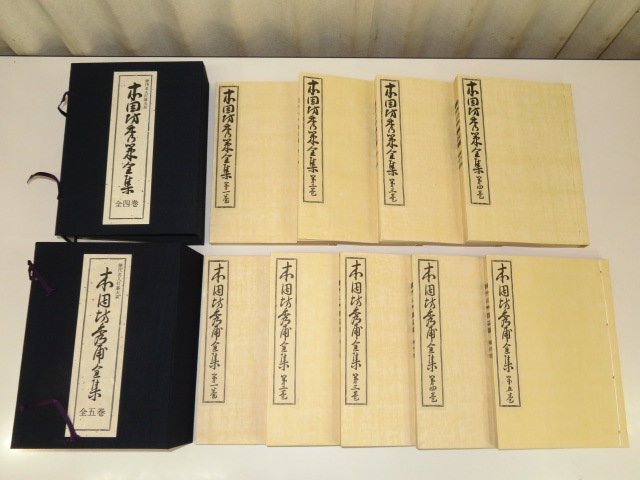 本因坊秀策全集
全四巻
本因坊秀策全集 第一巻
本因坊秀策全集 第二巻
本因坊秀策全集 第三巻
本因坊秀策全集 第四巻
本因坊秀甫全集
全五巻
本因坊秀甫全集 第一巻
本因坊秀甫全集 第二巻
本因坊秀甫全集 第三巻
本因坊秀甫全集 第四巻
本因坊秀甫全集 第五巻